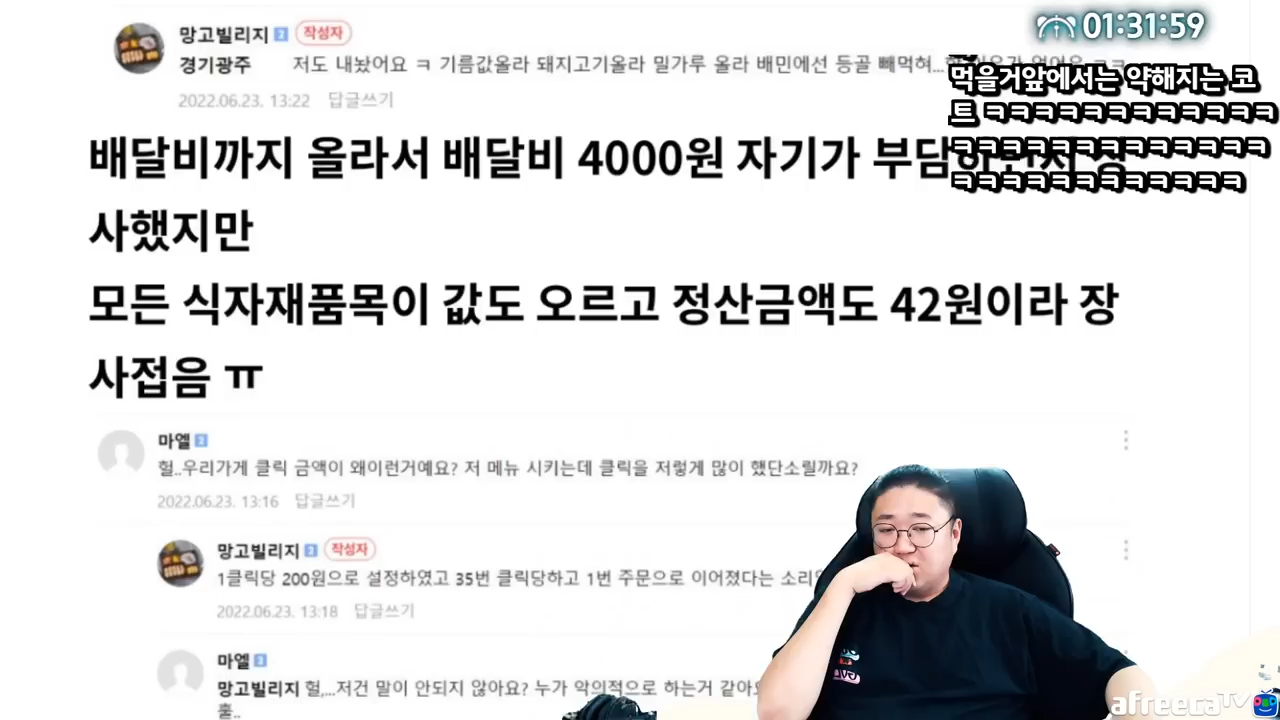 망고빌리지 2 작성자
01:31:59
경기광주 저도 내놨어요 ㅋ 기름값올라 돼지고기올라 밀가루 올라 배민에선 등골 빼먹혀...
2022.06.23. 13:22 답글쓰기
먹을거앞에서는 약해지는 코
트 ㅋㅋㅋㅋㅋㅋㅋㅋㅋㅋㅋㅋ
ㅋㅋㅋㅋㅋㅋㅋㅋㅋㅋㅋㅋㅋ
ㅋㅋㅋㅋㅋㅋㅋㅋㅋㅋㅋㅋ
배달비까지 올라서 배달비 4000원 자기가 부담
사했지만
모든 식자재품목이 값도 오르고 정산금액도 42원이라 장
사접음 ㅠ
마엘 2
헐..우리가게 클릭 금액이 왜이런거예요? 저 메뉴 시키는데 클릭을 저렇게 많이 했단소릴까요?
2022.06.23. 13:16 답글쓰기
망고빌리지 2 작성자
1클릭당 200원으로 설정하였고 35번 클릭당하고 1번 주문으로 이어졌다는 소리
2022.06.23. 13:18 답글쓰기
마엘 2
망고빌리지 헐,...저건 말이 안되지 않아요? 누가 악의적으로 하는거 같아
훌..
afreecaTV